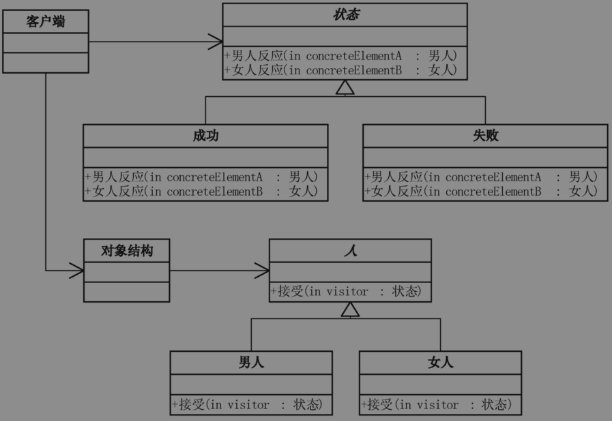 客户端
状态
+男人反应(in concreteElementA : 男人)
+女人反应(in concreteElementB : 女人)
成功
+男人反应(in concreteElementA : 男人)
+女人反应(in concreteElementB : 女人)
失败
+男人反应(in concreteElementA : 男人)
+女人反应(in concreteElementB : 女人)
对象结构
人
+接受(in visitor : 状态)
男人
+接受(in visitor : 状态)
女人
+接受(in visitor : 状态)